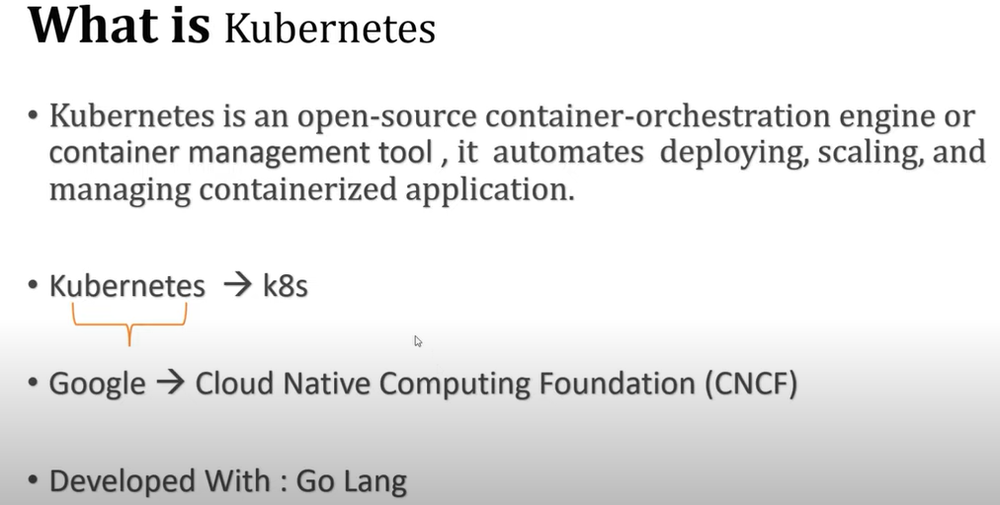 What is Kubernetes
• Kubernetes is an open-source container-orchestration engine or
container management tool , it automates deploying, scaling, and
managing containerized application.
• Kubernetes → k8s
• Google → Cloud Native Computing Foundation (CNCF)
• Developed With : Go Lang